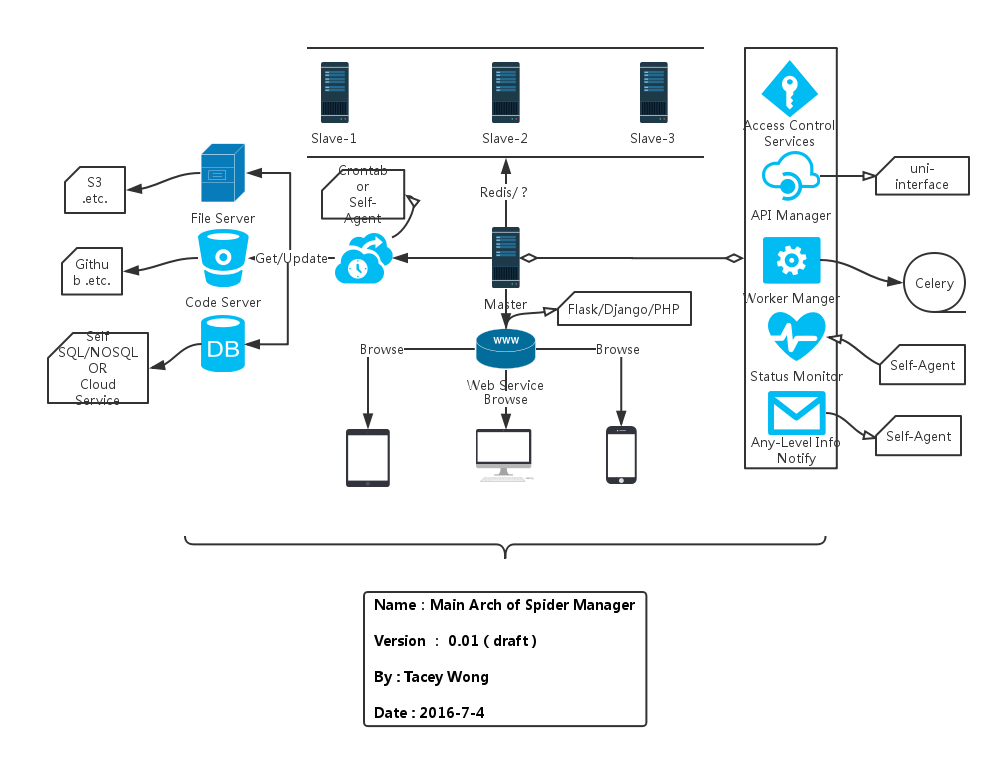 Slave-1
Slave-2
Slave-3
Access Control
Services
S3
.etc.
File Server
Crontab
or
Self-
Agent
Redis/ ?
API Manager
uni-
interface
Githu
b .etc.
Code Server
Get/Update
Master
Flask/Django/PHP
Worker Manger
Celery
Self
SQL/NOSQL
OR
Cloud
Service
DB
Browse
WWW
Web Service
Browse
Browse
Status Monitor
Self-Agent
Any-Level Info
Notify
Self-Agent
Name : Main Arch of Spider Manager
Version : 0.01 ( draft )
By : Tacey Wong
Date : 2016-7-4